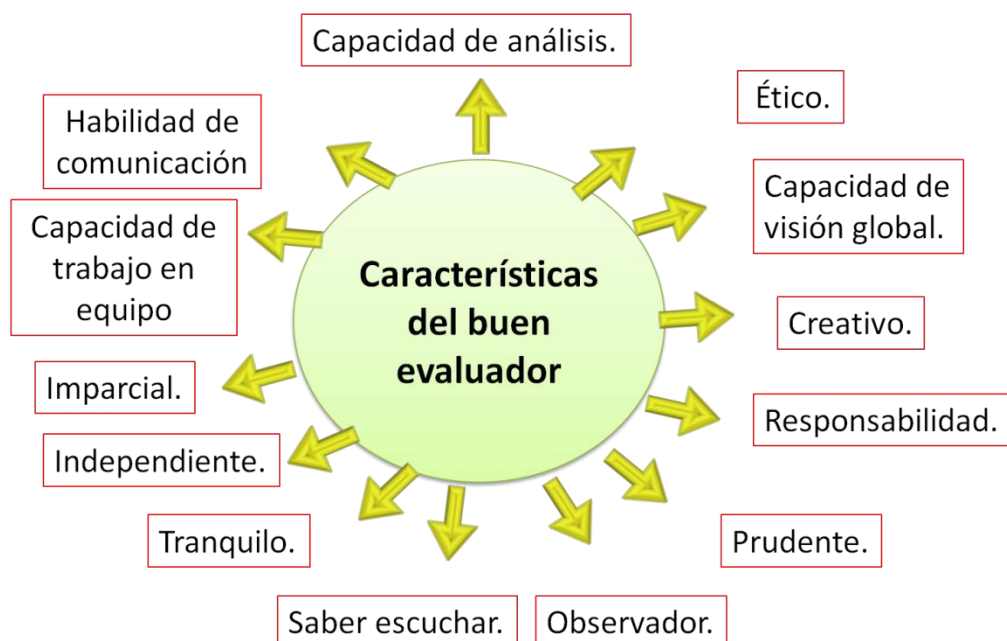 Capacidad de análisis.
Ético.
Habilidad de
comunicación
Capacidad de
visión global.
Capacidad de
trabajo en
equipo
Características
del buen
evaluador
Creativo.
Imparcial.
Responsabilidad.
Independiente.
Tranquilo.
Prudente.
Saber escuchar.
Observador.